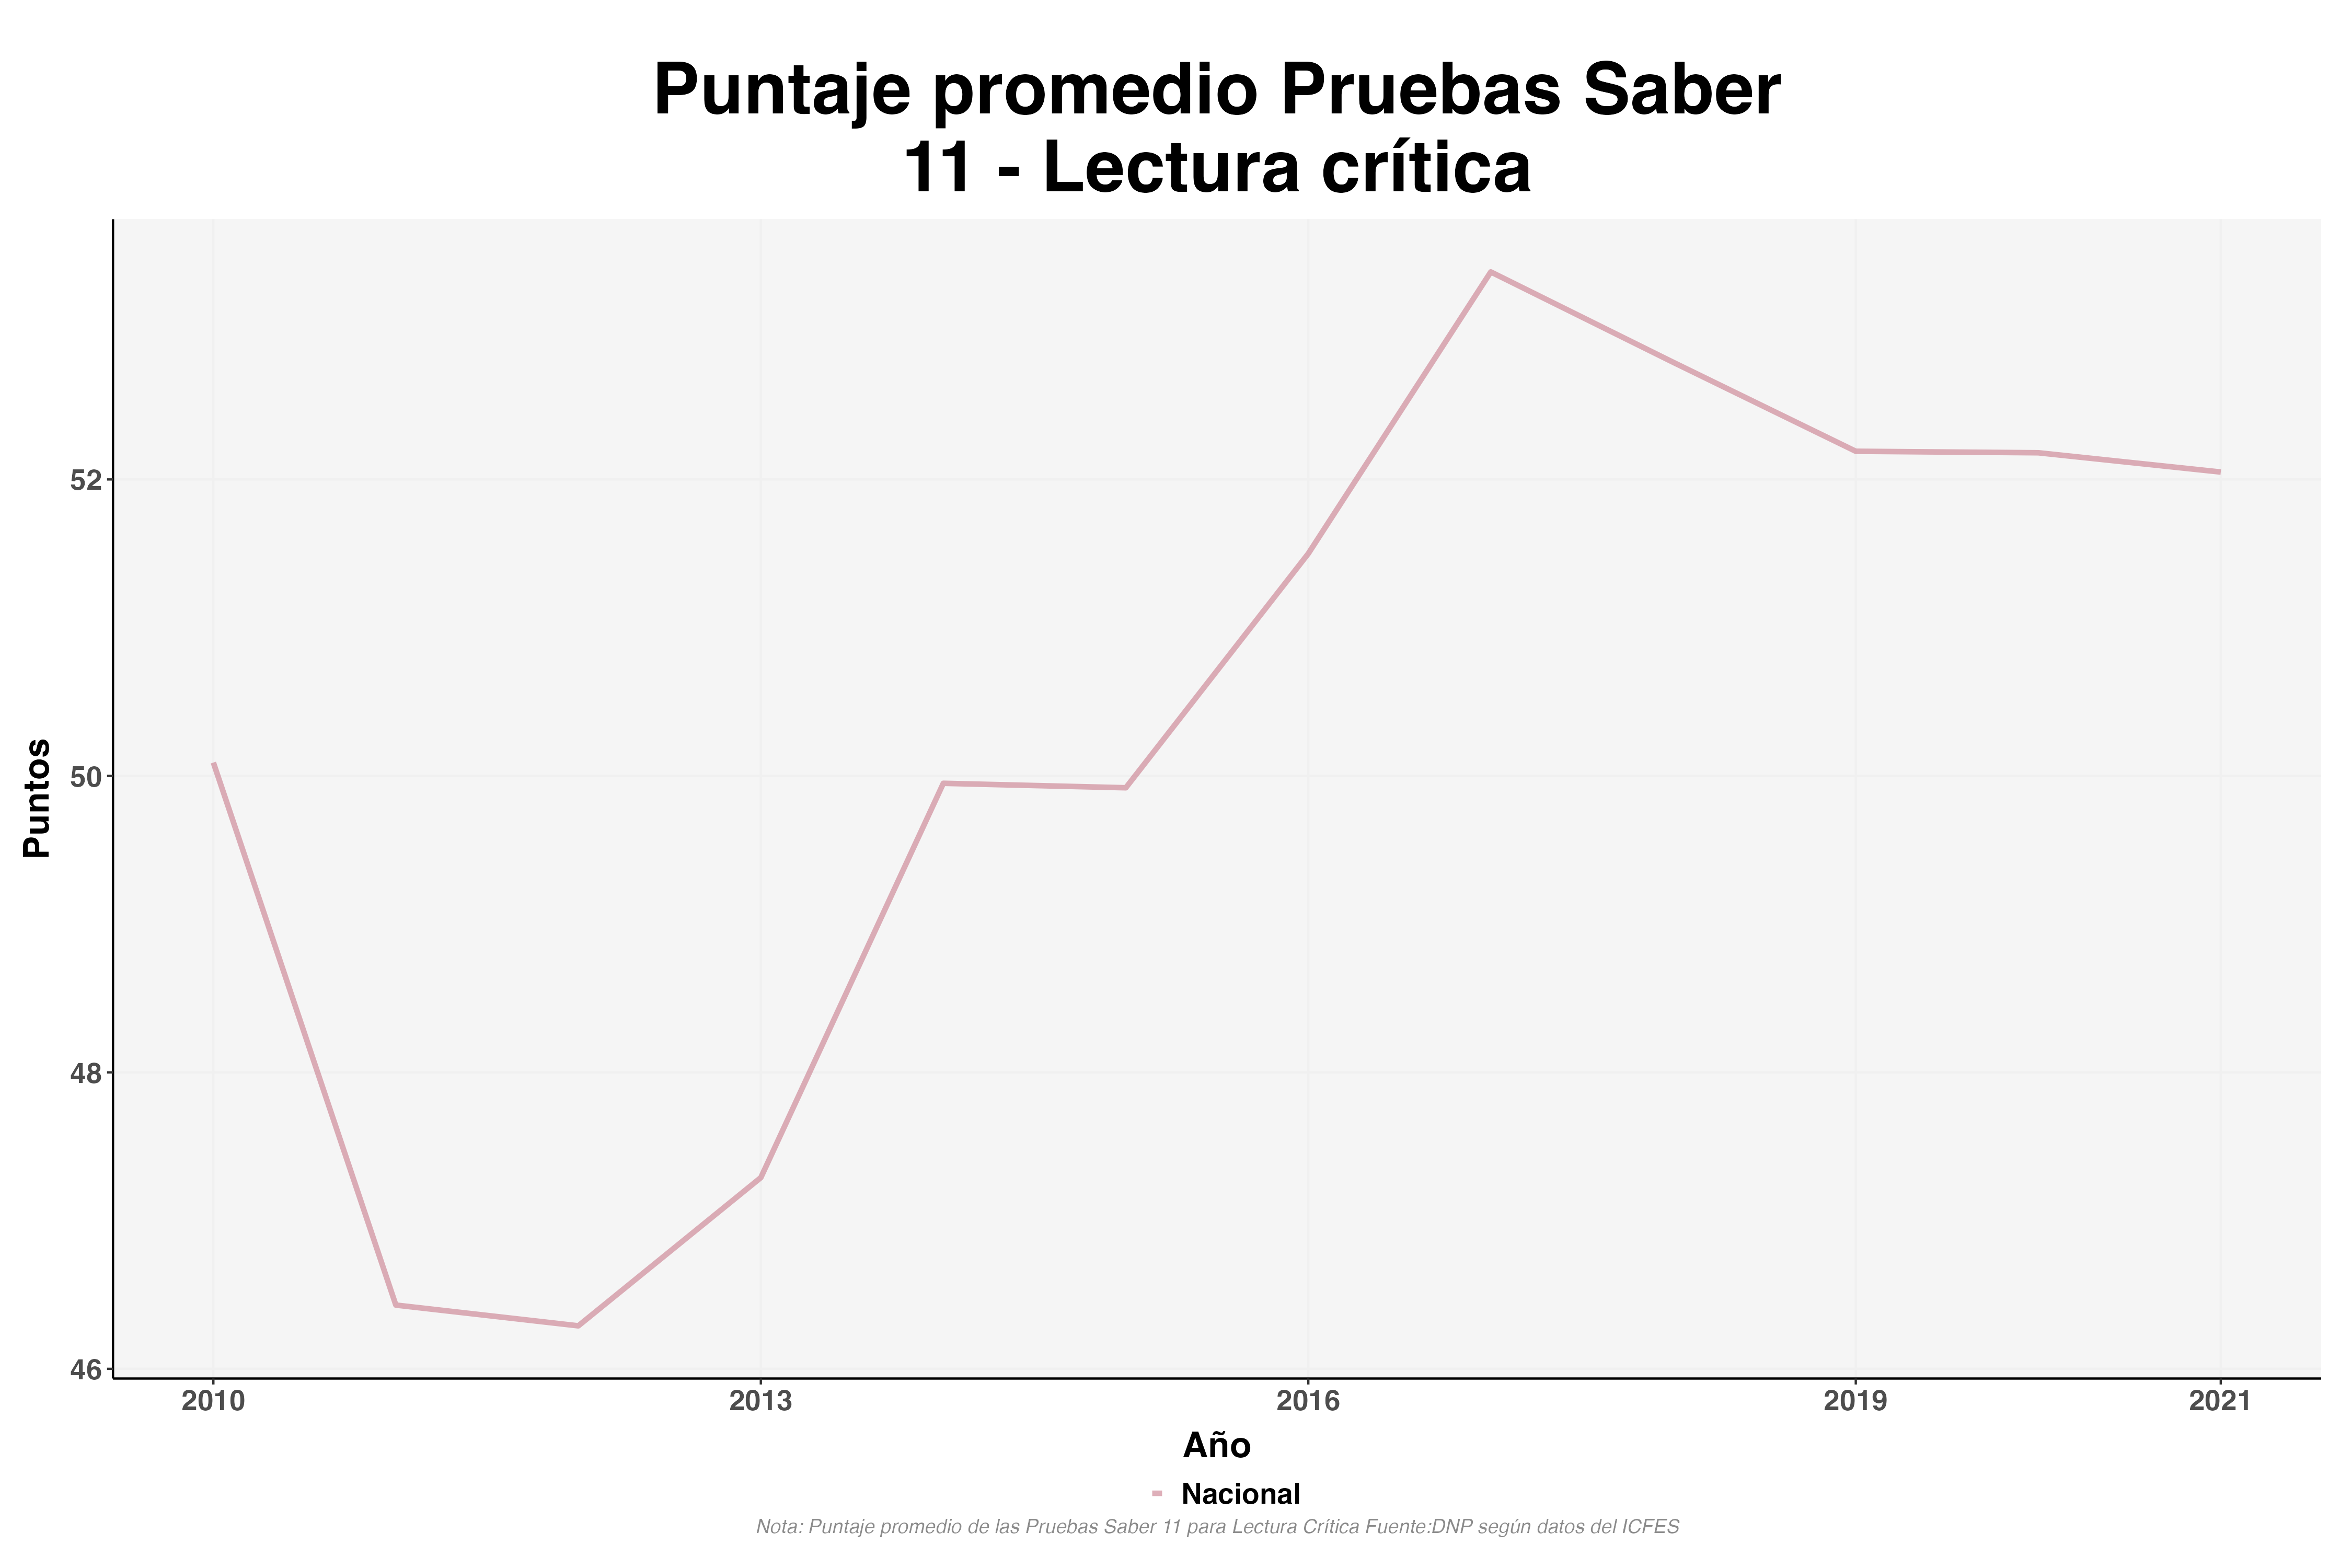 Puntaje promedio Pruebas Saber
11 - Lectura crítica
Puntos
52
50
48
46
2010
2013
2016
2019
2021
Año
Nacional
Nota: Puntaje promedio de las Pruebas Saber 11 para Lectura Crítica Fuente:DNP según datos del ICFES